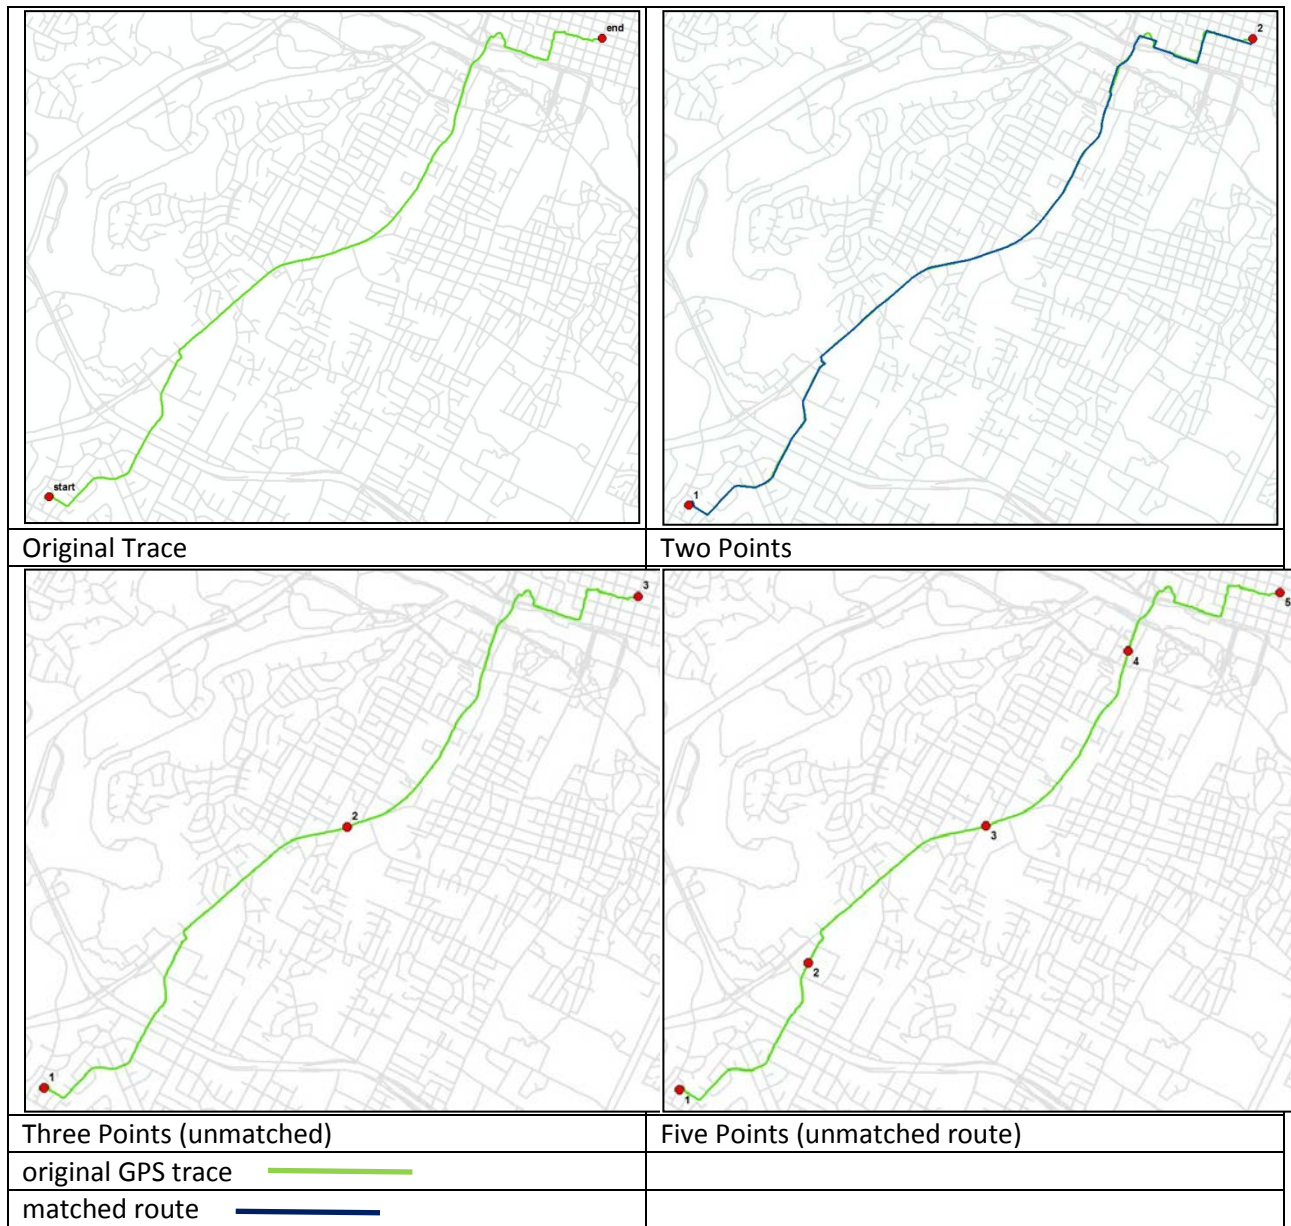 end
start
2
1
Original Trace
Two Points
3
2
1
5
4
3
2
1
Three Points (unmatched)
Five Points (unmatched route)
original GPS trace
matched route